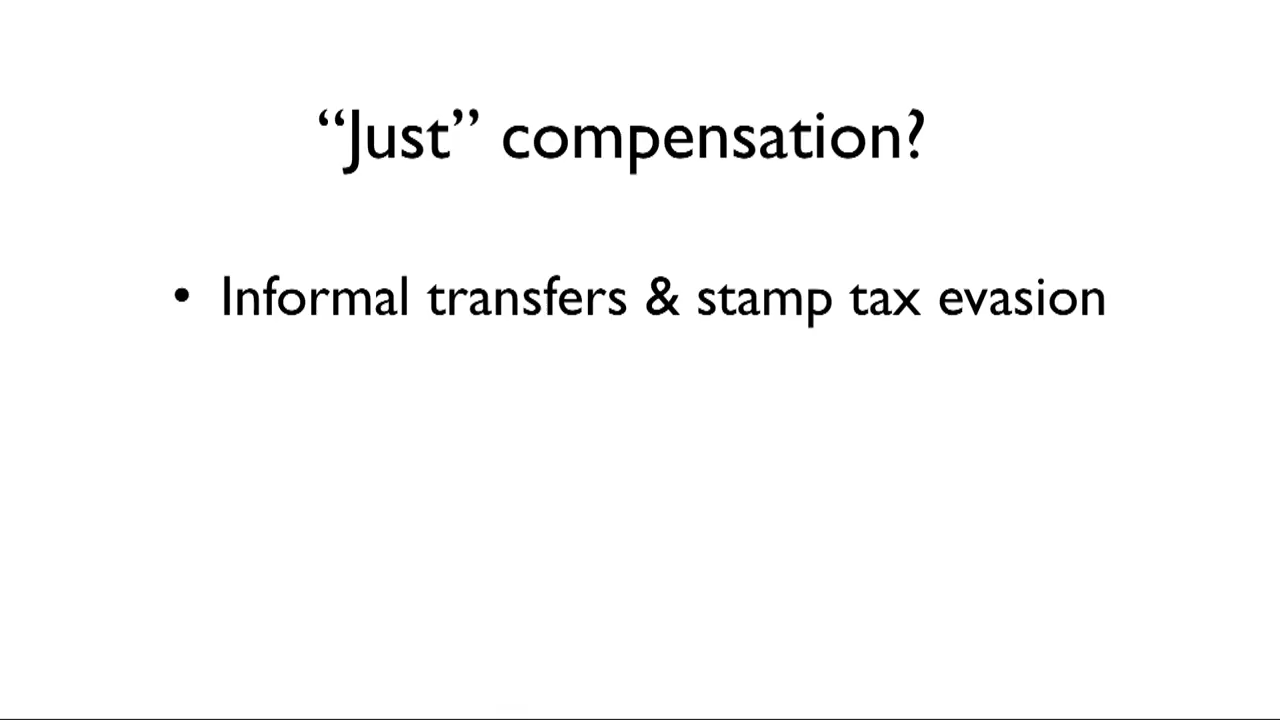 “Just” compensation?
• Informal transfers & stamp tax evasion